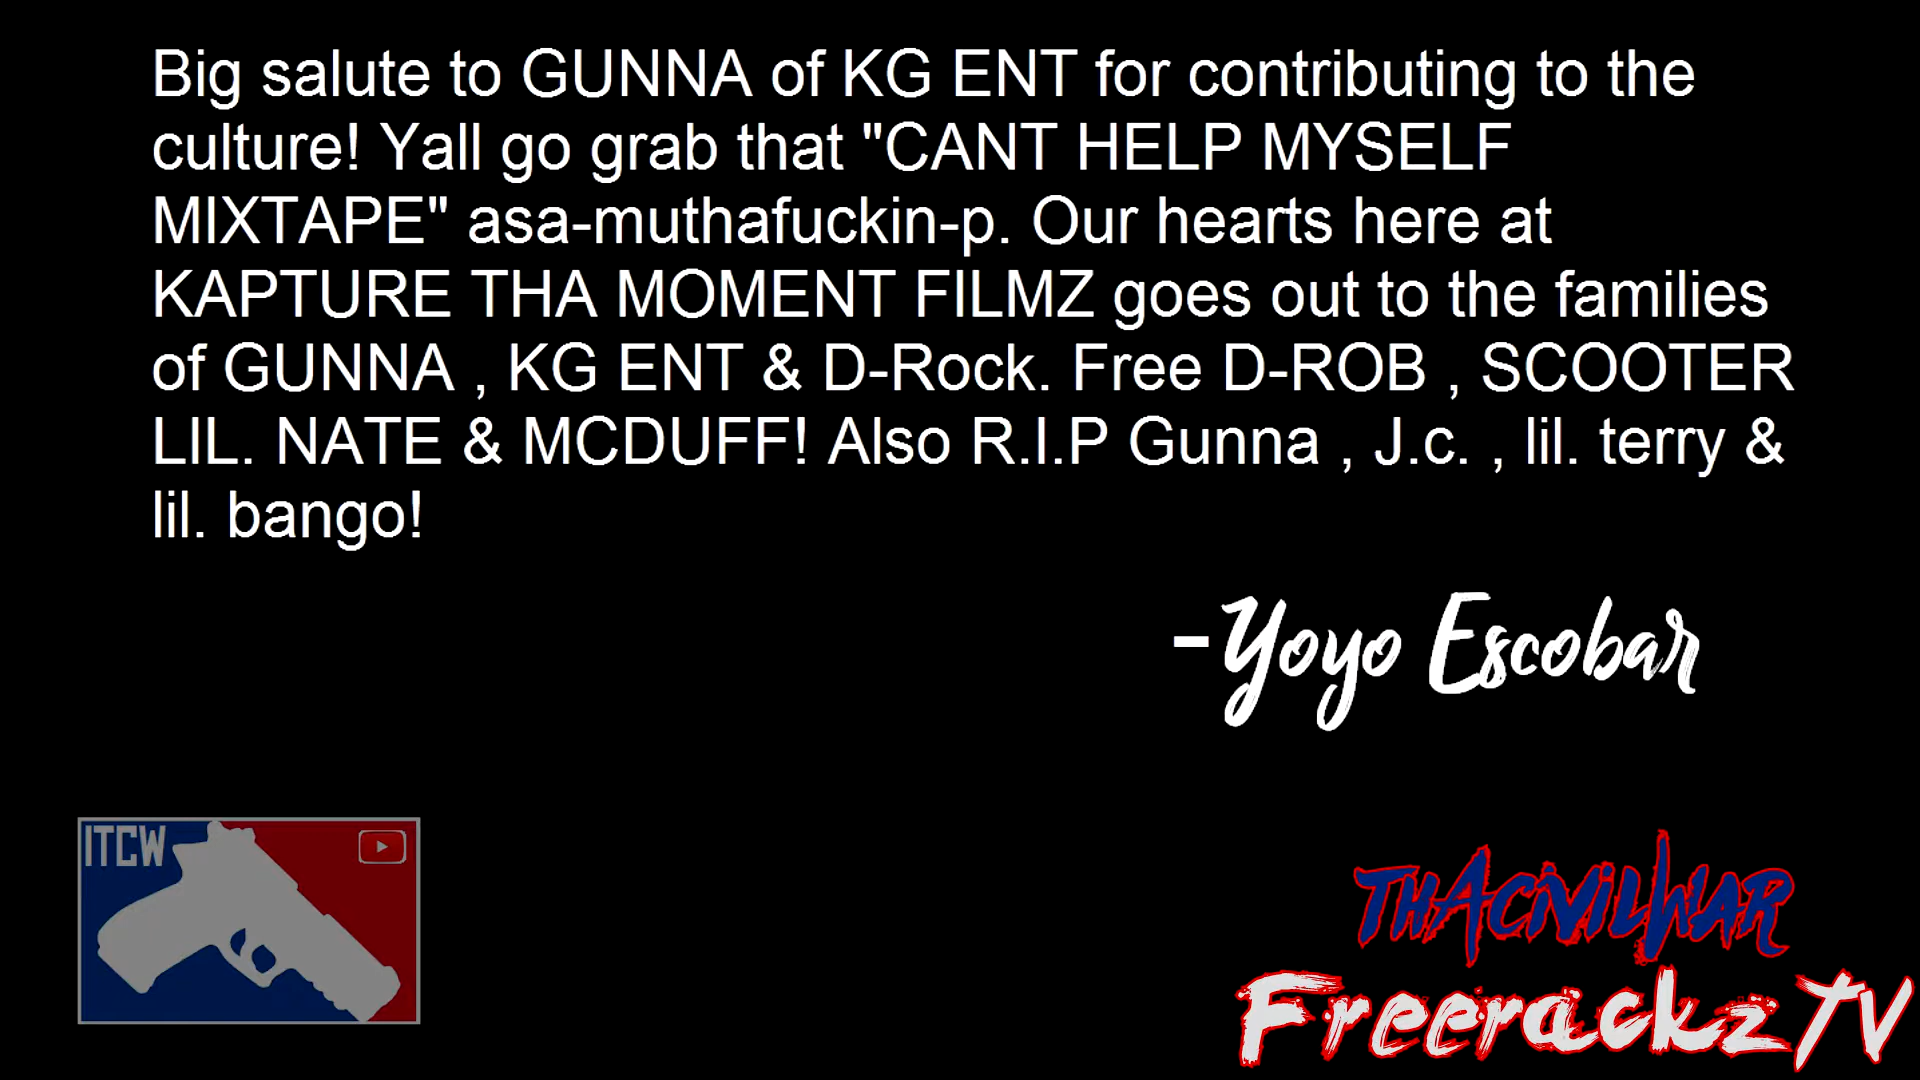 Big salute to GUNNA of KG ENT for contributing to the
culture! Yall go grab that "CANT HELP MYSELF
MIXTAPE" asa-muthafuckin-p. Our hearts here at
KAPTURE THA MOMENT FILMZ goes out to the families
of GUNNA , KG ENT & D-Rock. Free D-ROB , SCOOTER
LIL. NATE & MCDUFF! Also R.I.P Gunna , J.c. , lil. terry &
lil. bango!
-Yoyo Escobar
ITCW
THACIVILWAR
Freerackz TV